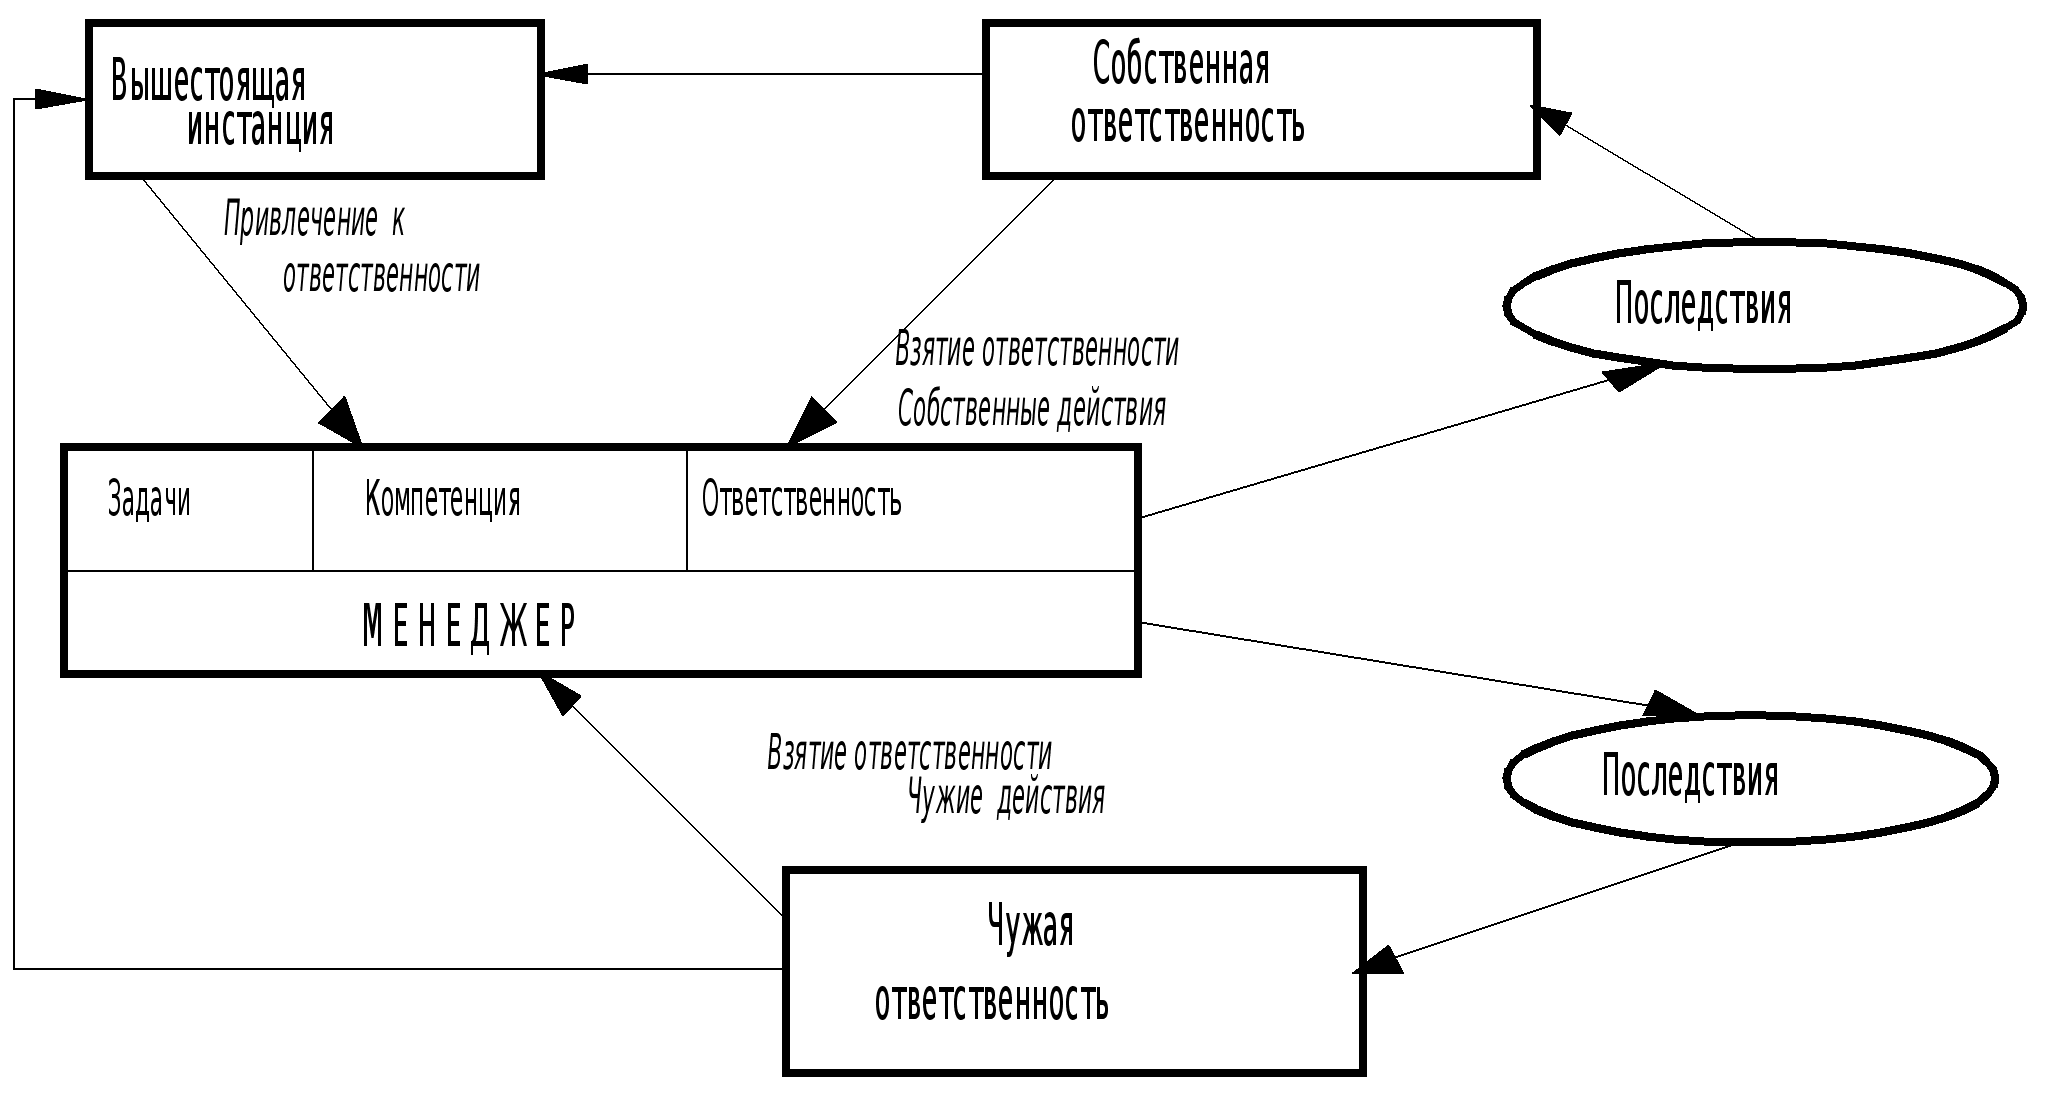 Вышестоящая
инстанция
Собственная
ответственность
Привлечение к
ответственности
Последствия
Взятие ответственности
Собственные действия
Задачи
Компетенция
Ответственность
МЕНЕДЖЕР
Взятие ответственности
Чужие действия
Последствия
Чужая
ответственность